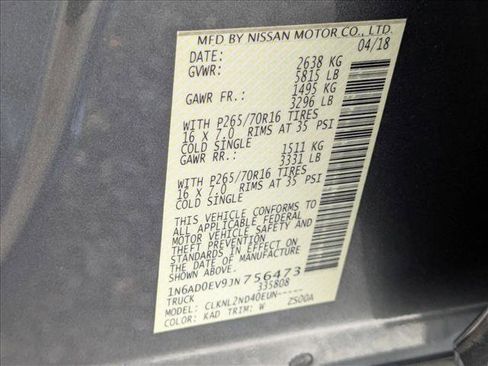 MFD BY NISSAN MOTOR CO., LTD.
DATE: 04/18
GVWR: 2638 KG
5815 LB
GAWR FR.: 1495 KG
3296 LB
WITH P265/70R16 TIRES
16 X 7.0 RIMS AT 35 PSI
COLD SINGLE
GAWR RR.: 1511 KG
3331 LB
WITH P265/70R16 TIRES
16 X 7.0 RIMS AT 35 PSI
COLD SINGLE
THIS VEHICLE CONFORMS TO
ALL APPLICABLE FEDERAL
MOTOR VEHICLE SAFETY AND
THEFT PREVENTION
STANDARDS IN EFFECT ON
THE DATE OF MANUFACTURE
1N6AD0EV9JN756473
TRUCK 335808
MODEL: CLKNL2ND40EUN-----
COLOR: KAD TRIM: W ZS00A